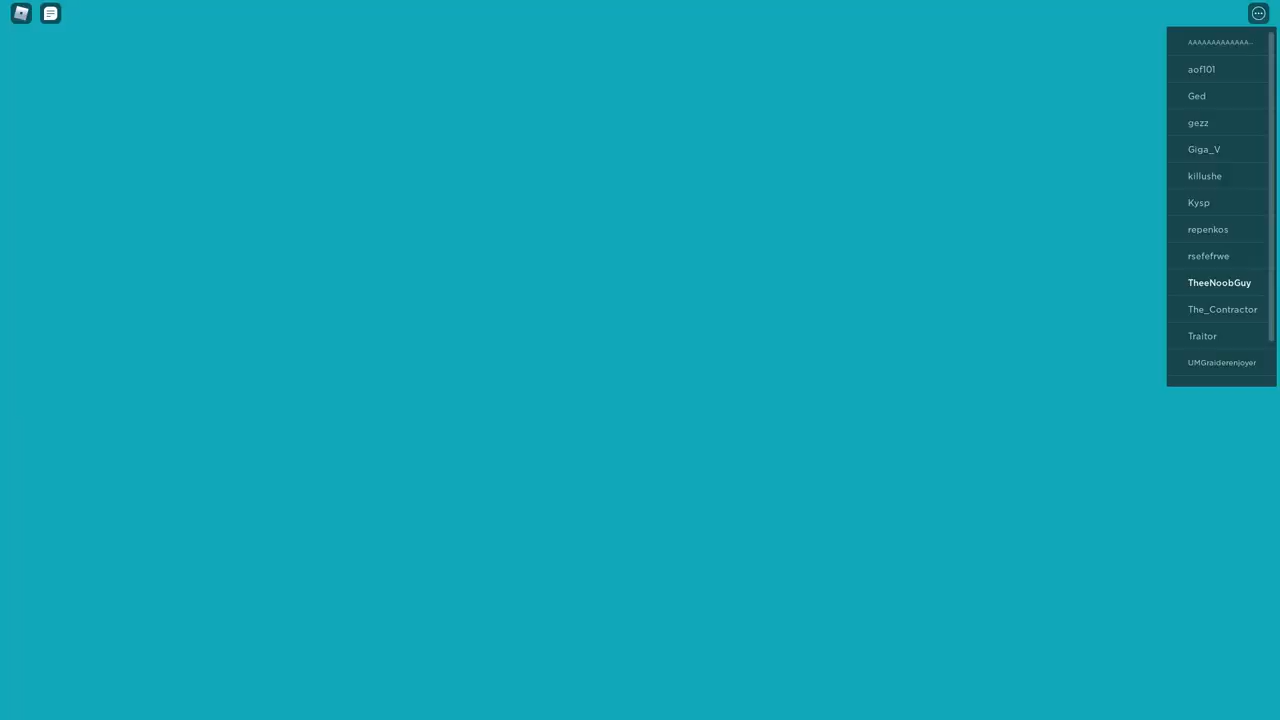 AAAAAAAAAAAAA...
aof101
Ged
gezz
Giga_V
killushe
Kysp
repenkos
rsefefrwe
TheeNoobGuy
The_Contractor
Traitor
UMGraiderenjoyer